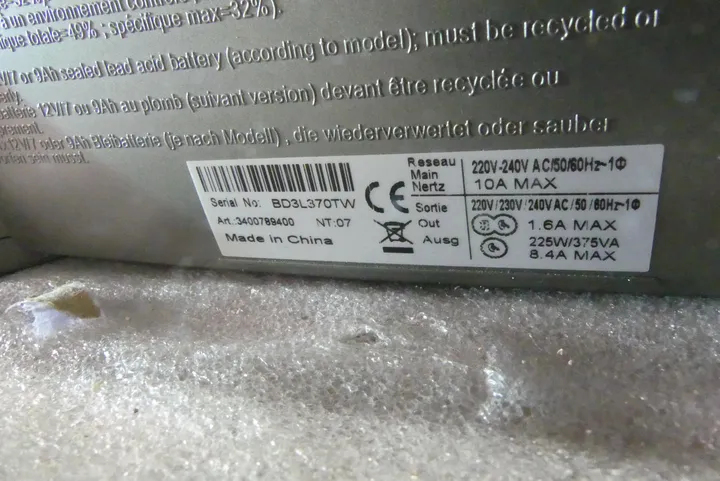 à un environnement (contrôlé
totale=49% ; spécifique max=32%).
12V/7 or 9Ah sealed lead acid battery (according to model); must be recycled or
12V/7 ou 9Ah au plomb (suivant version) devant être recyclée ou
12V/7 oder 9Ah Bleibatterie (je nach Modell) , die wiederverwertet oder sauber
sein musst.
Serial No: BD3L370TW
Art.:3400789400 NT:07
Made in China
CE
Reseau
Main
Nertz
220V-240V AC/50/60Hz~1Φ
10A MAX
Sortie
Out
Ausg
220V/230V/240V AC/50/60Hz~1Φ
1.6A MAX
225W/375VA
8.4A MAX